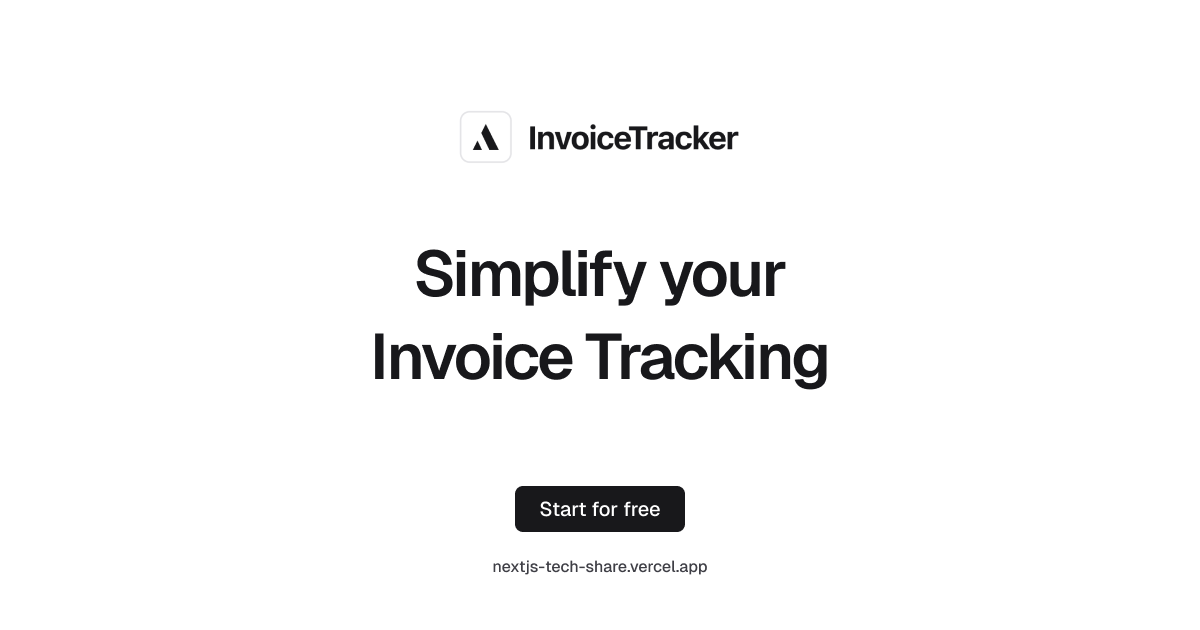 InvoiceTracker
Simplify your
Invoice Tracking
Start for free
nextjs-tech-share.vercel.app